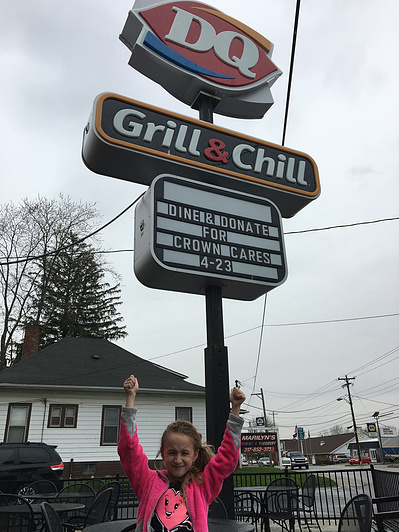 DQ
Grill & Chill
DINE & DONATE
FOR
CROWN CARES
4-23
MARILYN'S